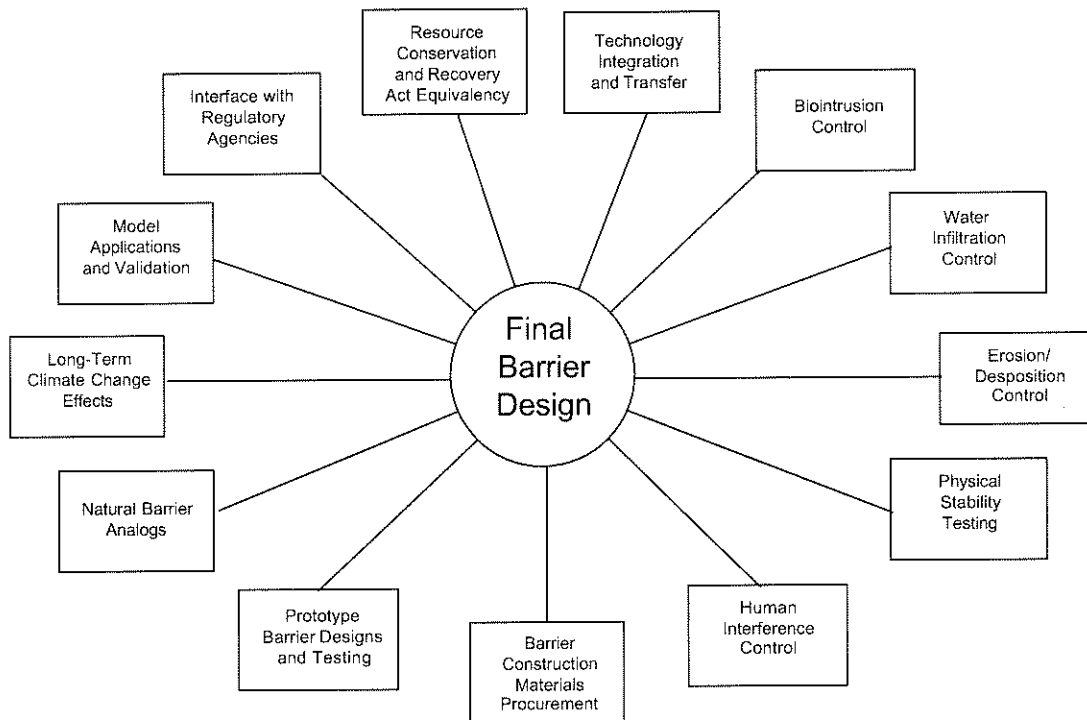 Resource
Conservation
and Recovery
Act Equivalency
Technology
Integration
and Transfer
Interface with
Regulatory
Agencies
Biointrusion
Control
Model
Applications
and Validation
Water
Infiltration
Control
Final
Barrier
Design
Long-Term
Climate Change
Effects
Erosion/
Desposition
Control
Natural Barrier
Analogs
Physical
Stability
Testing
Prototype
Barrier Designs
and Testing
Barrier
Construction
Materials
Procurement
Human
Interference
Control